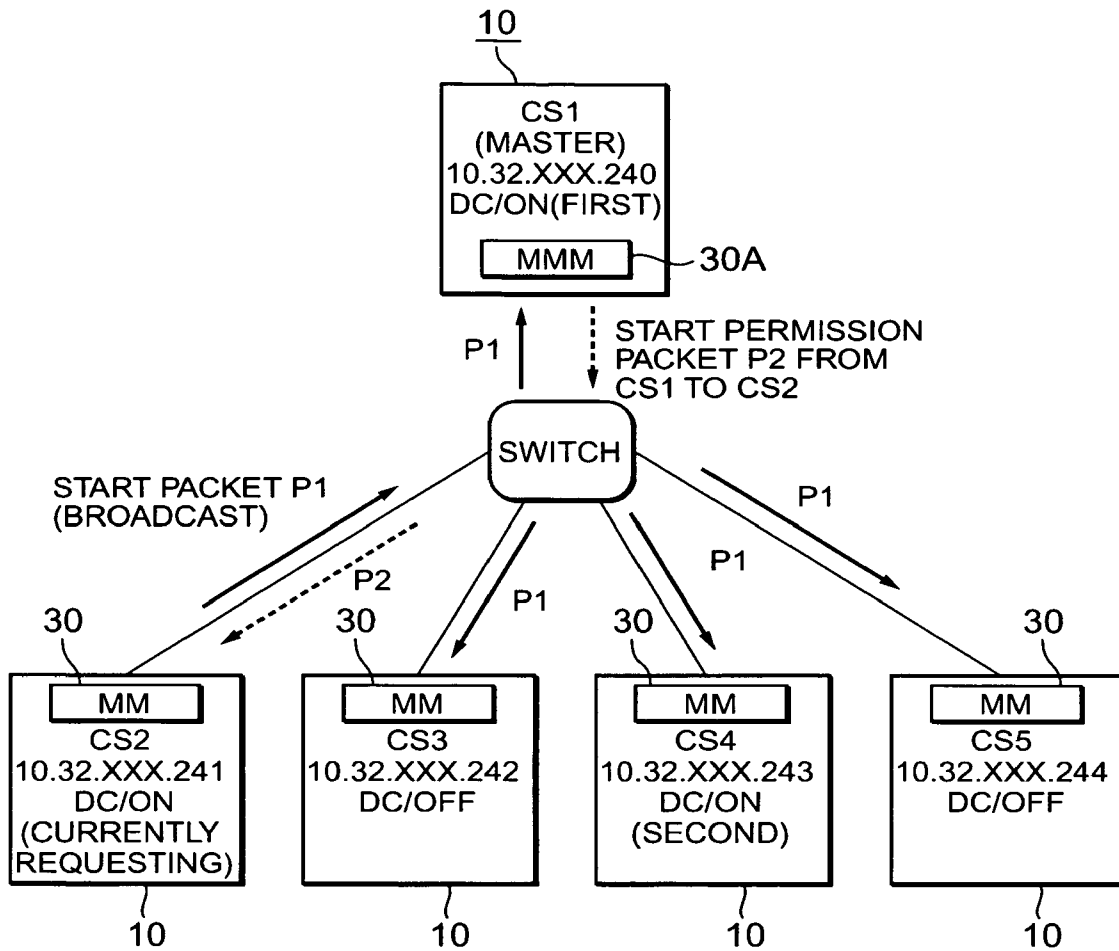 10
CS1
(MASTER)
10.32.XXX.240
DC/ON(FIRST)
MMM
30A
P1
START PERMISSION
PACKET P2 FROM
CS1 TO CS2
SWITCH
START PACKET P1
(BROADCAST)
P2
P1
P1
P1
30
MM
CS2
10.32.XXX.241
DC/ON
(CURRENTLY
REQUESTING)
10
30
MM
CS3
10.32.XXX.242
DC/OFF
10
30
MM
CS4
10.32.XXX.243
DC/ON
(SECOND)
10
30
MM
CS5
10.32.XXX.244
DC/OFF
10